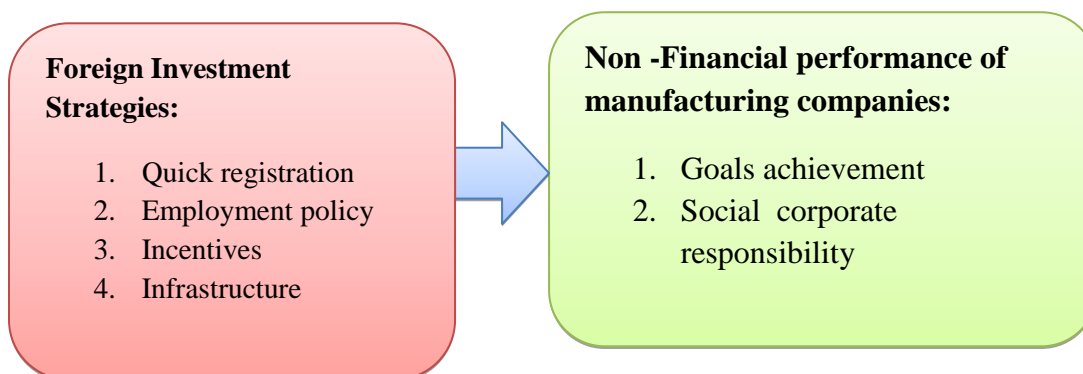 Foreign Investment
Strategies:
1. Quick registration
2. Employment policy
3. Incentives
4. Infrastructure
Non -Financial performance of
manufacturing companies:
1. Goals achievement
2. Social corporate
responsibility